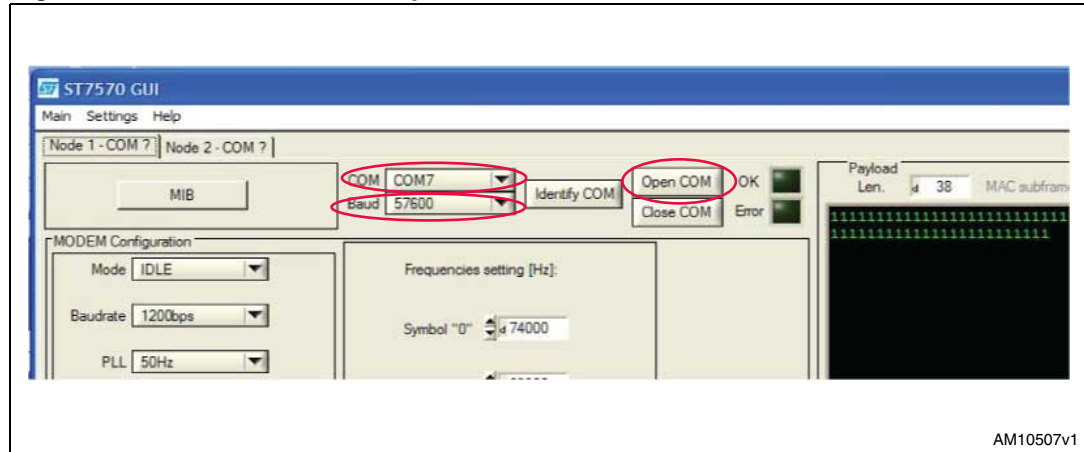 ST7570 GUI
Main Settings Help
Node 1 - COM ? Node 2 - COM ?
MIB
COM COM7
Baud 57600
Identify COM
Open COM OK
Close COM Error
Payload
Len. d 38 MAC subfram
MODEM Configuration
Mode IDLE
Baudrate 1200bps
PLL 50Hz
Frequencies setting [Hz]:
Symbol "0" d 74000
AM10507v1